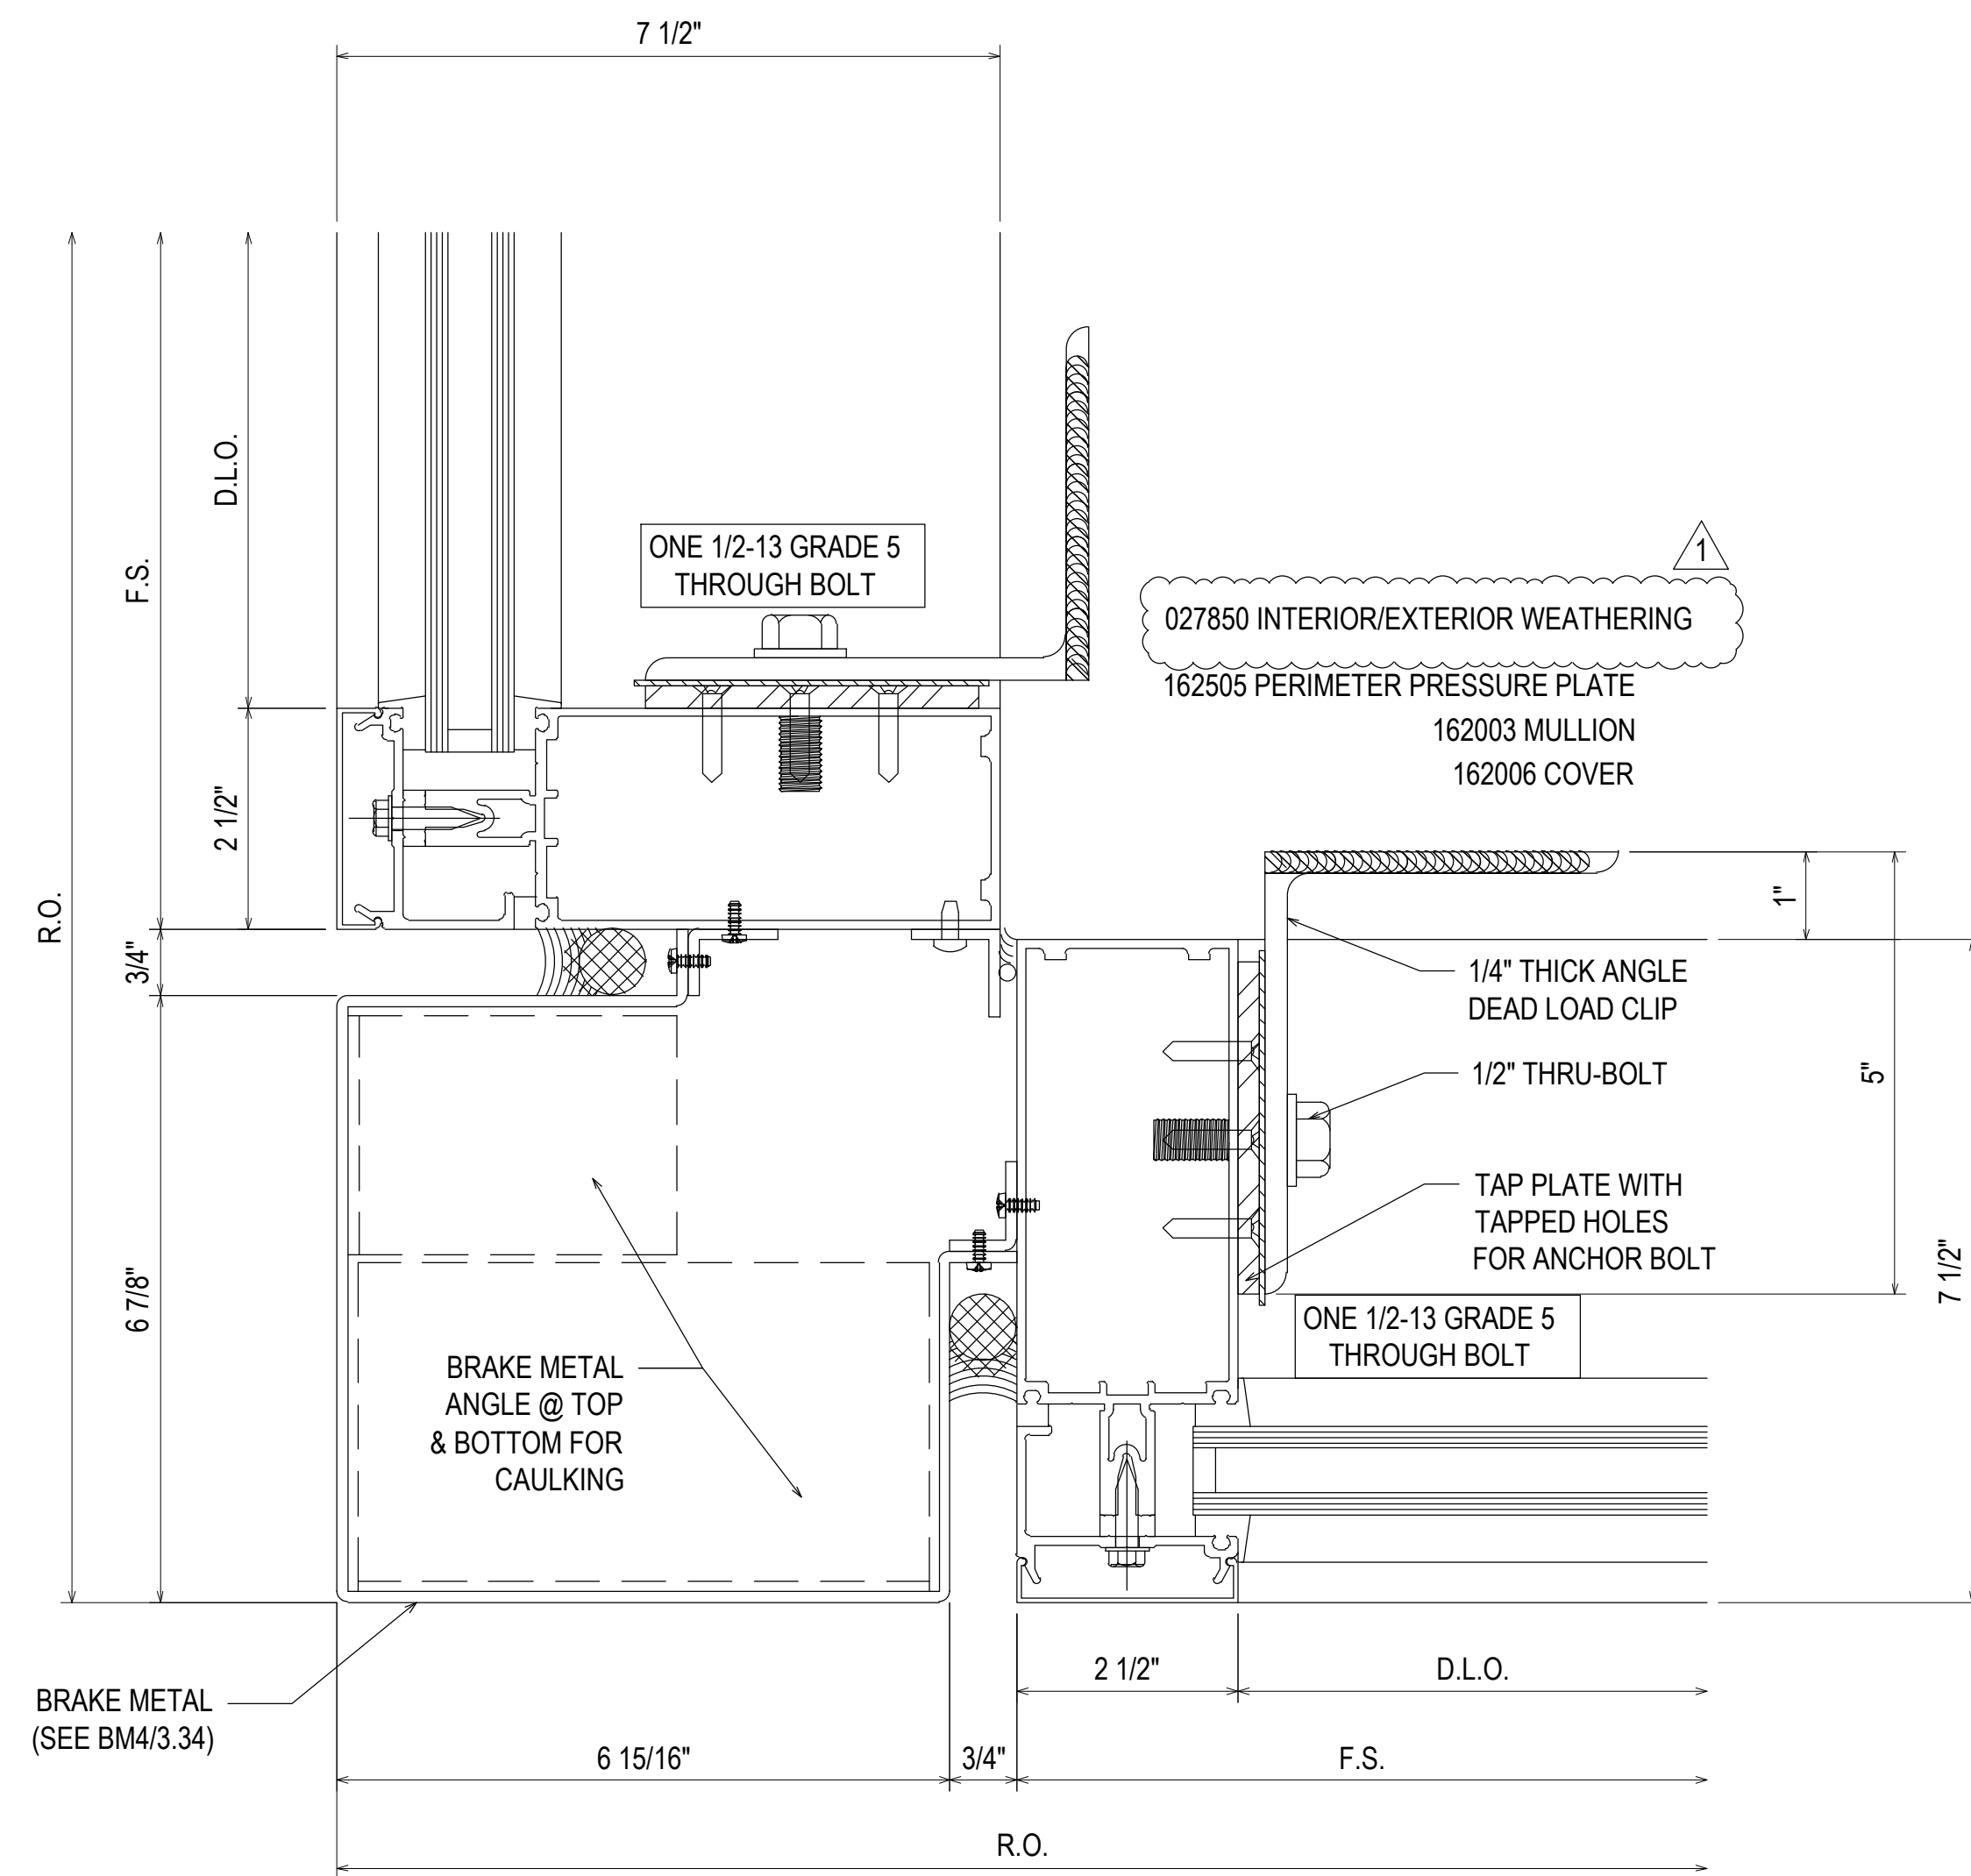 7 1/2"
R.O.
F.S.
D.L.O.
2 1/2"
3/4"
6 7/8"
ONE 1/2-13 GRADE 5
THROUGH BOLT
1
027850 INTERIOR/EXTERIOR WEATHERING
162505 PERIMETER PRESSURE PLATE
162003 MULLION
162006 COVER
1"
5"
7 1/2"
1/4" THICK ANGLE
DEAD LOAD CLIP
1/2" THRU-BOLT
TAP PLATE WITH
TAPPED HOLES
FOR ANCHOR BOLT
ONE 1/2-13 GRADE 5
THROUGH BOLT
BRAKE METAL
ANGLE @ TOP
& BOTTOM FOR
CAULKING
BRAKE METAL
(SEE BM4/3.34)
2 1/2"
D.L.O.
6 15/16"
3/4"
F.S.
R.O.